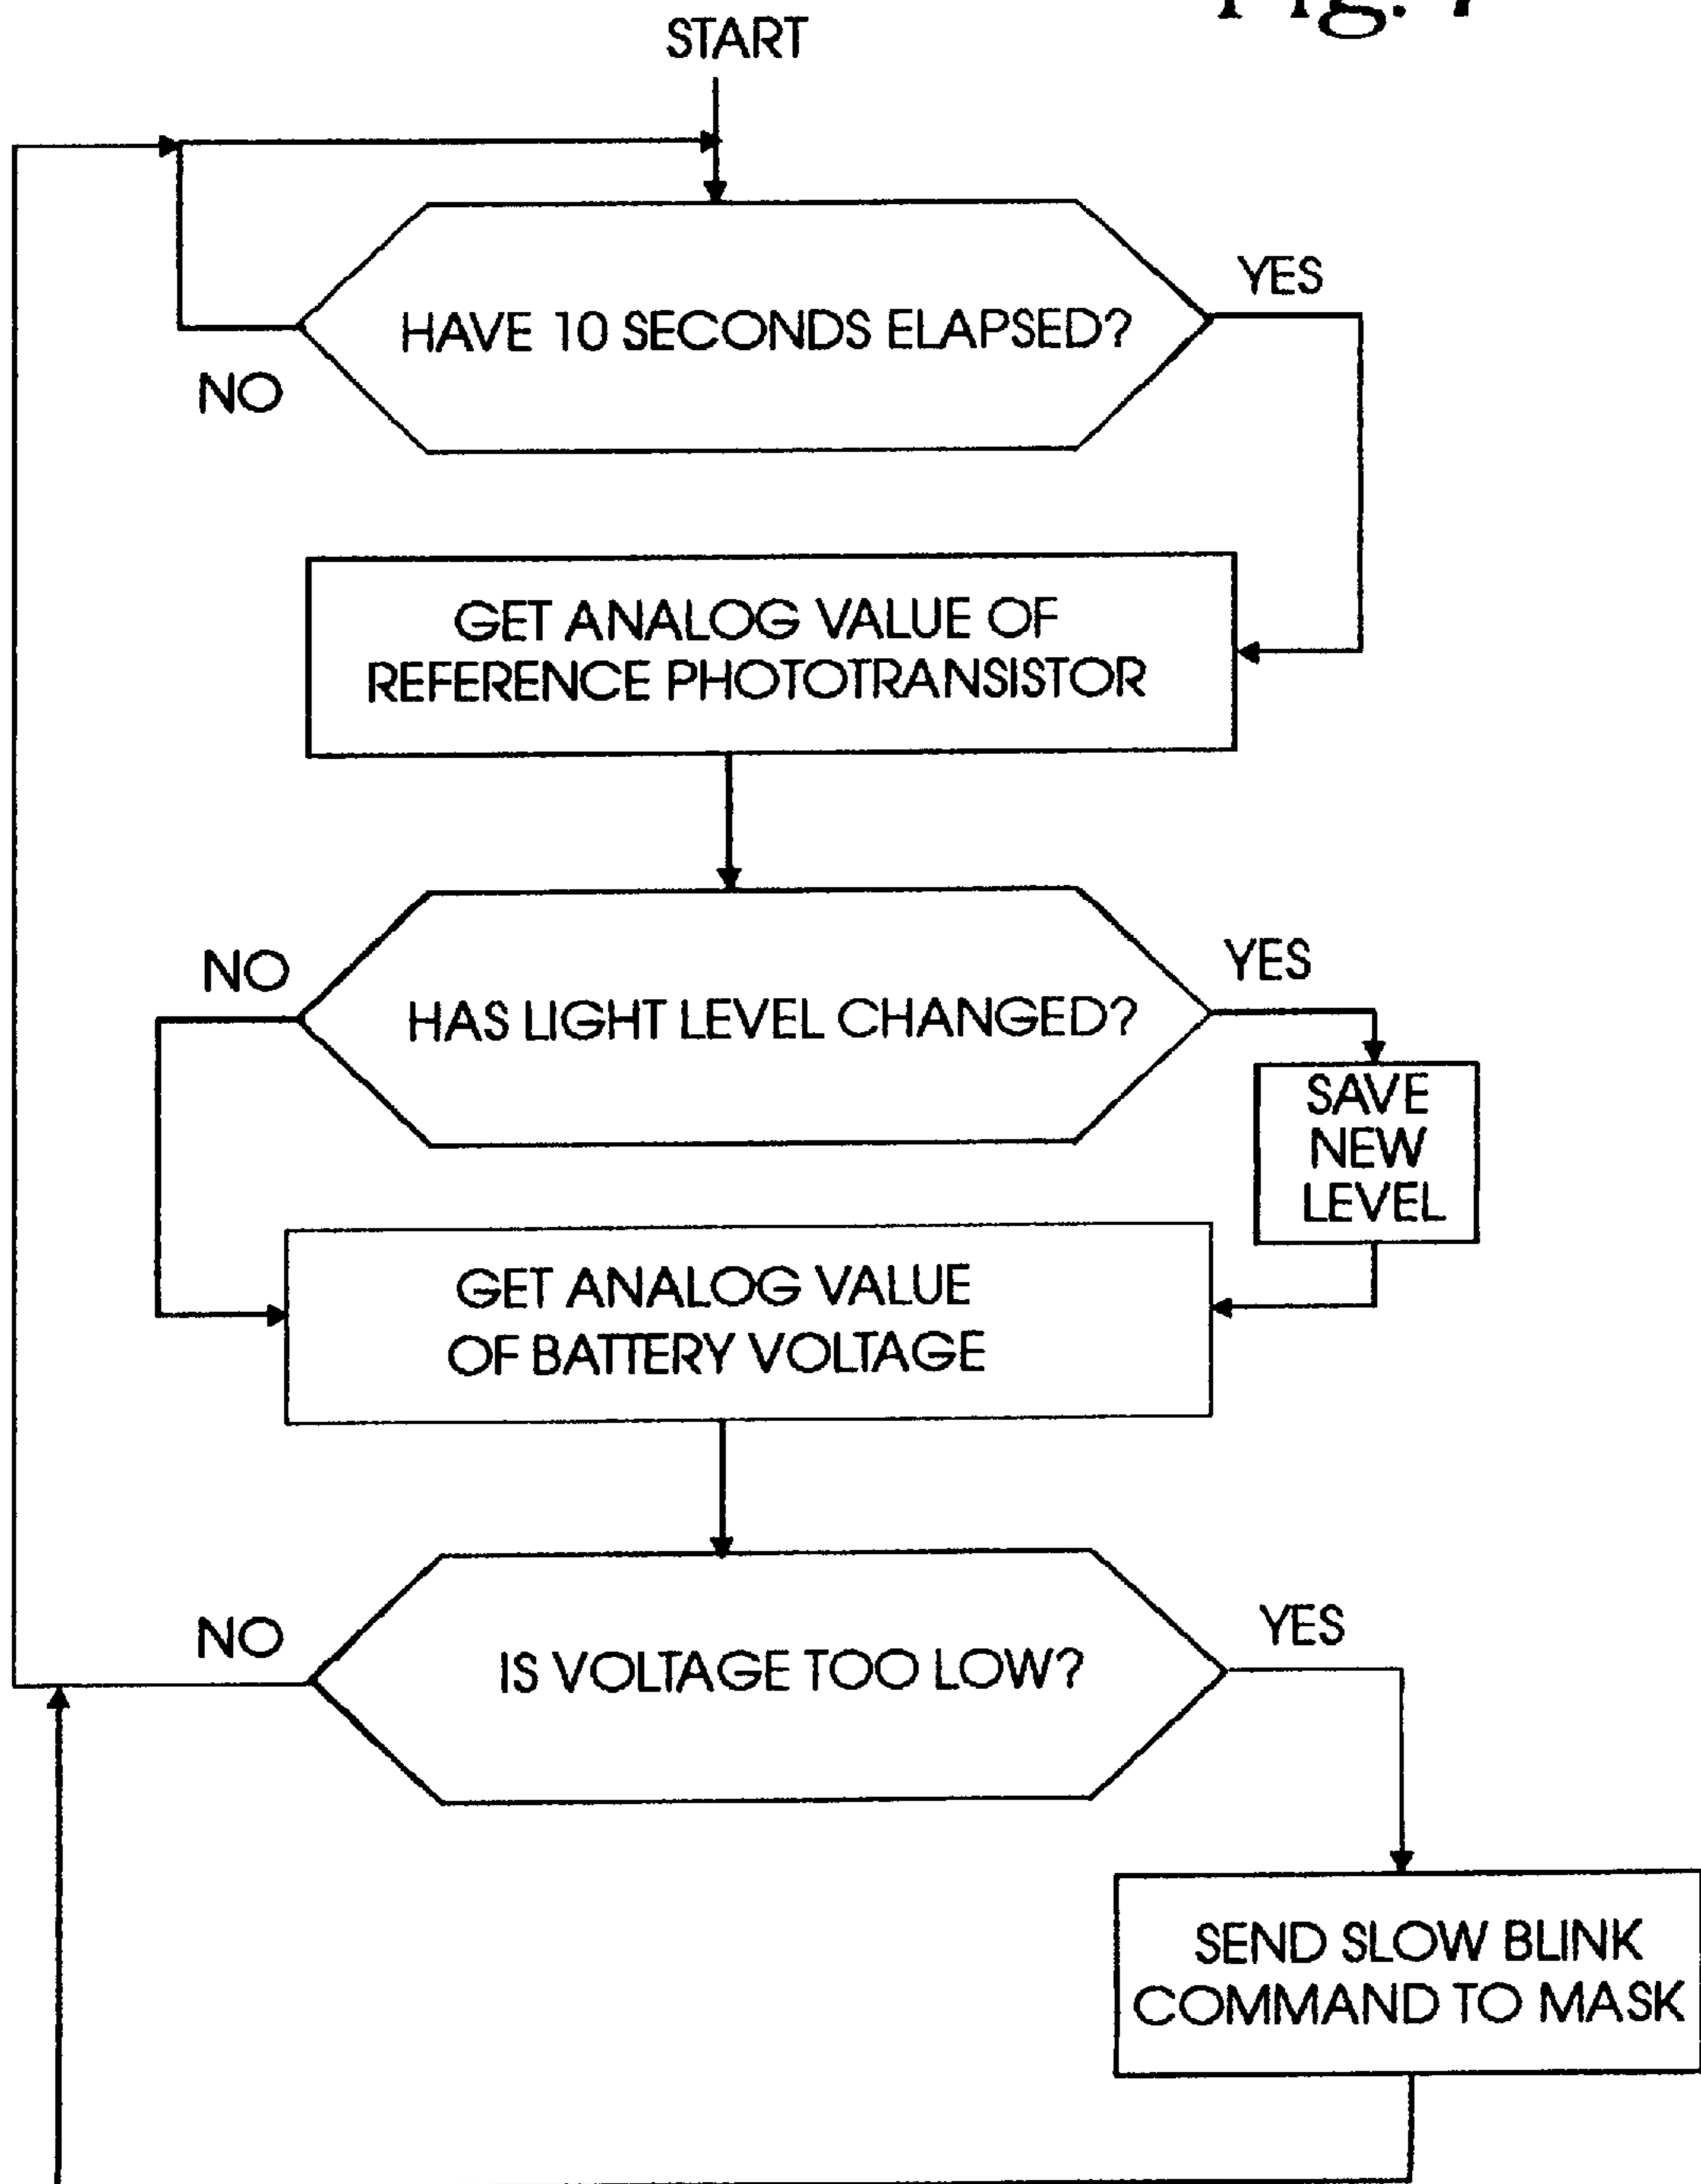 Fig. 7
START
HAVE 10 SECONDS ELAPSED?
YES
NO
GET ANALOG VALUE OF
REFERENCE PHOTOTRANSISTOR
NO
HAS LIGHT LEVEL CHANGED?
YES
SAVE
NEW
LEVEL
GET ANALOG VALUE
OF BATTERY VOLTAGE
NO
IS VOLTAGE TOO LOW?
YES
SEND SLOW BLINK
COMMAND TO MASK